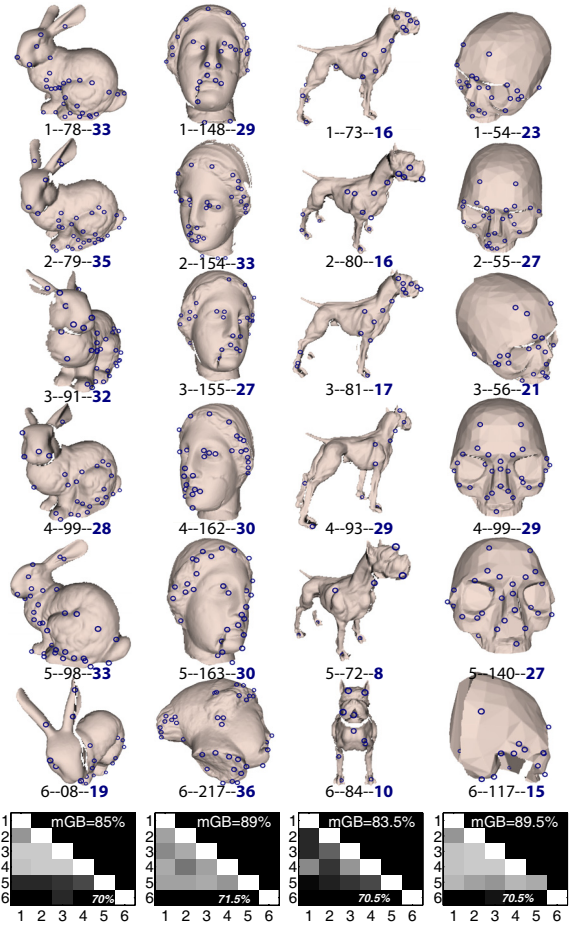 1--78--33 1--148--29 1--73--16 1--54--23
2--79--35 2--154--33 2--80--16 2--55--27
3--91--32 3--155--27 3--81--17 3--56--21
4--99--28 4--162--30 4--93--29 4--99--29
5--98--33 5--163--30 5--72--8 5--140--27
6--08--19 6--217--36 6--84--10 6--117--15
1 mGB=85% 1 mGB=89% 1 mGB=83.5% 1 mGB=89.5%
2 2 2 2
3 3 3 3
4 4 4 4
5 5 5 5
6 70% 6 71.5% 6 70.5% 6 70.5%
1 2 3 4 5 6 1 2 3 4 5 6 1 2 3 4 5 6 1 2 3 4 5 6